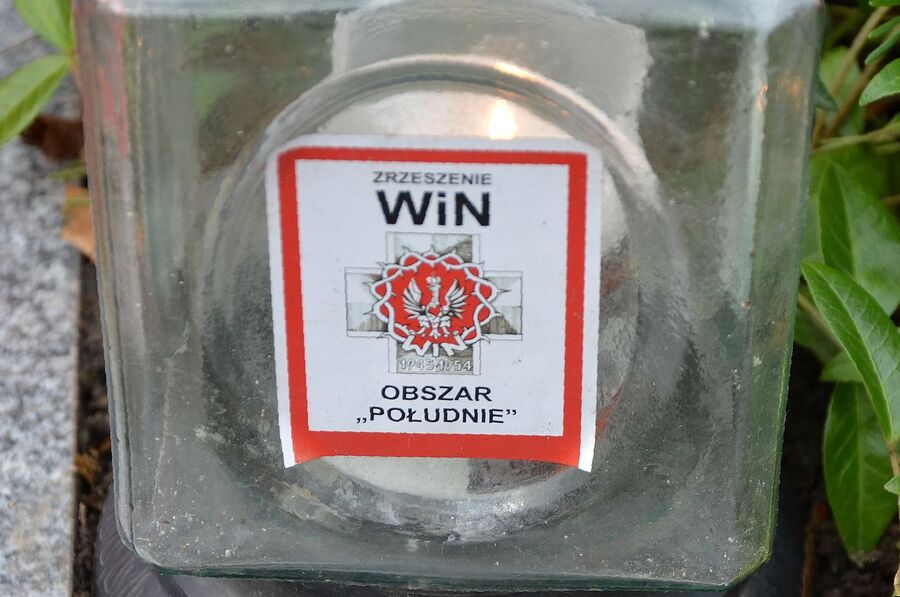 ZRZESZENIE
WiN
1945-1954
OBSZAR
„POŁUDNIE”